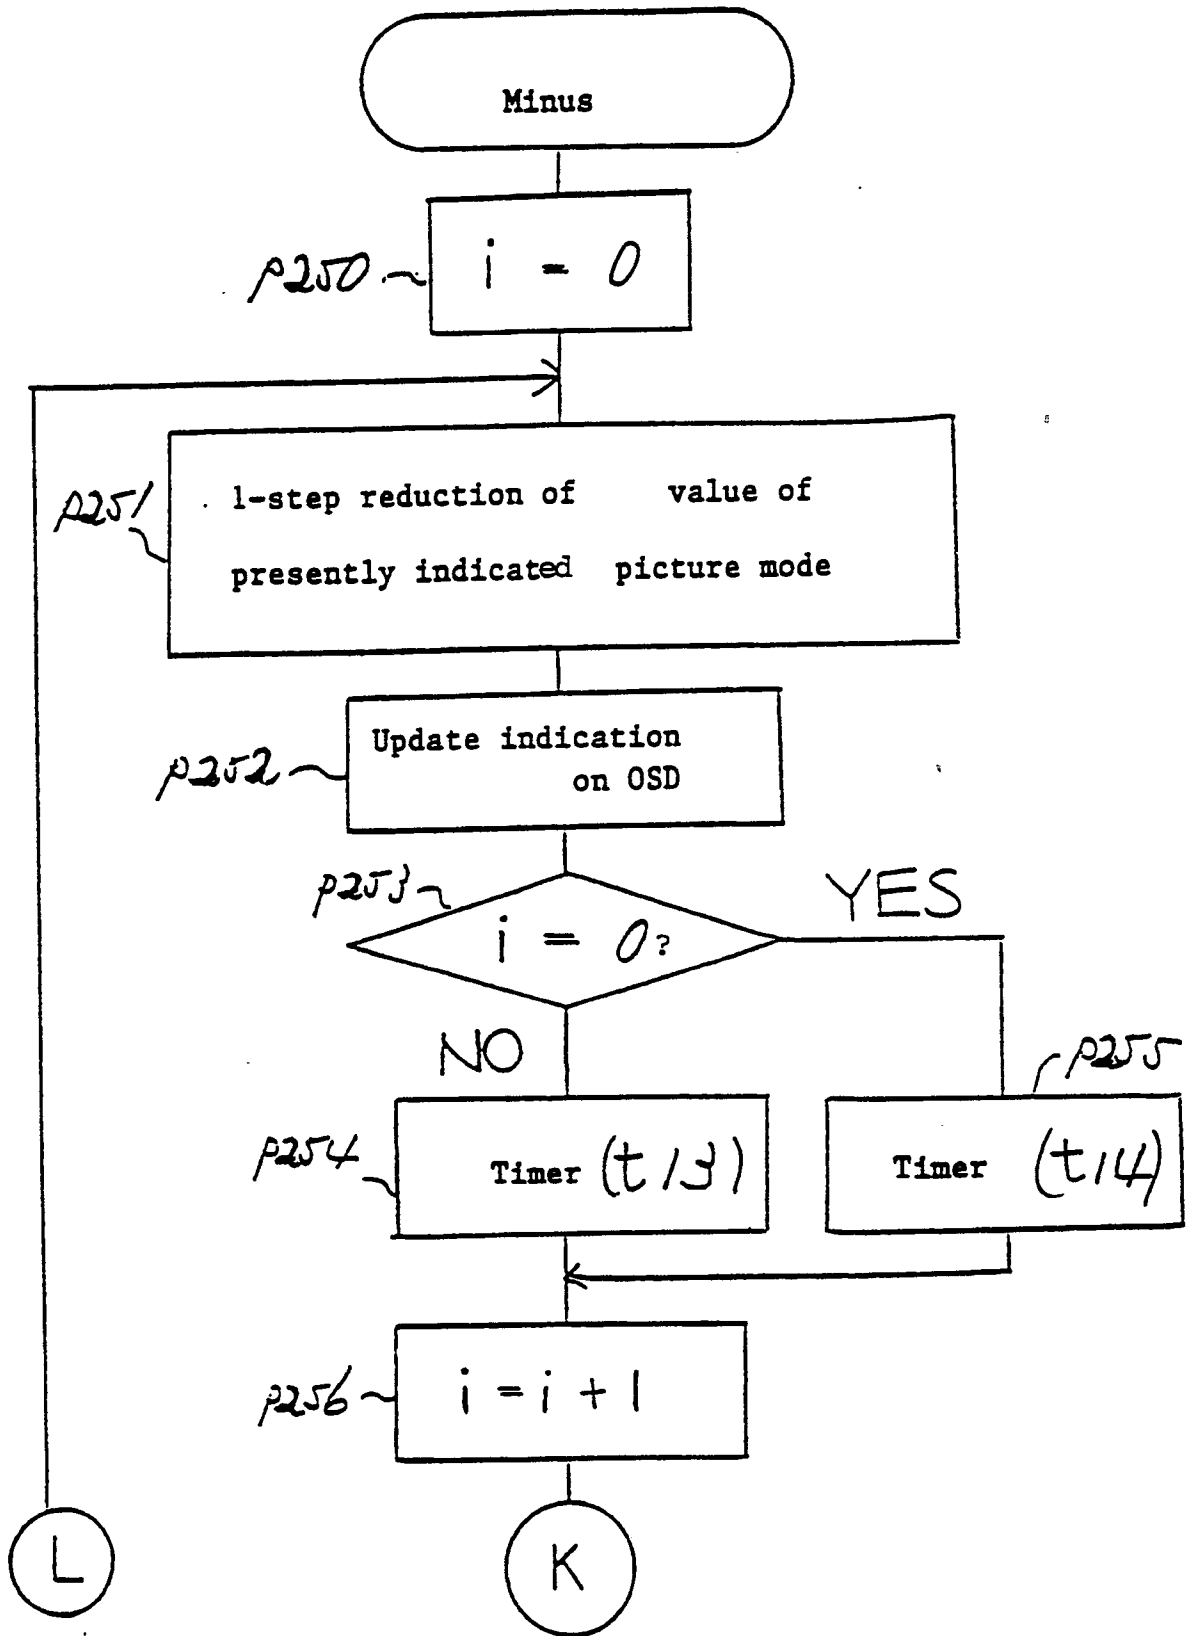 Minus
p250
i = 0
p251
1-step reduction of value of
presently indicated picture mode
p252
Update indication
on OSD
p253
i = 0?
YES
NO
p254
Timer (t13)
p255
Timer (t14)
p256
i = i + 1
L
K